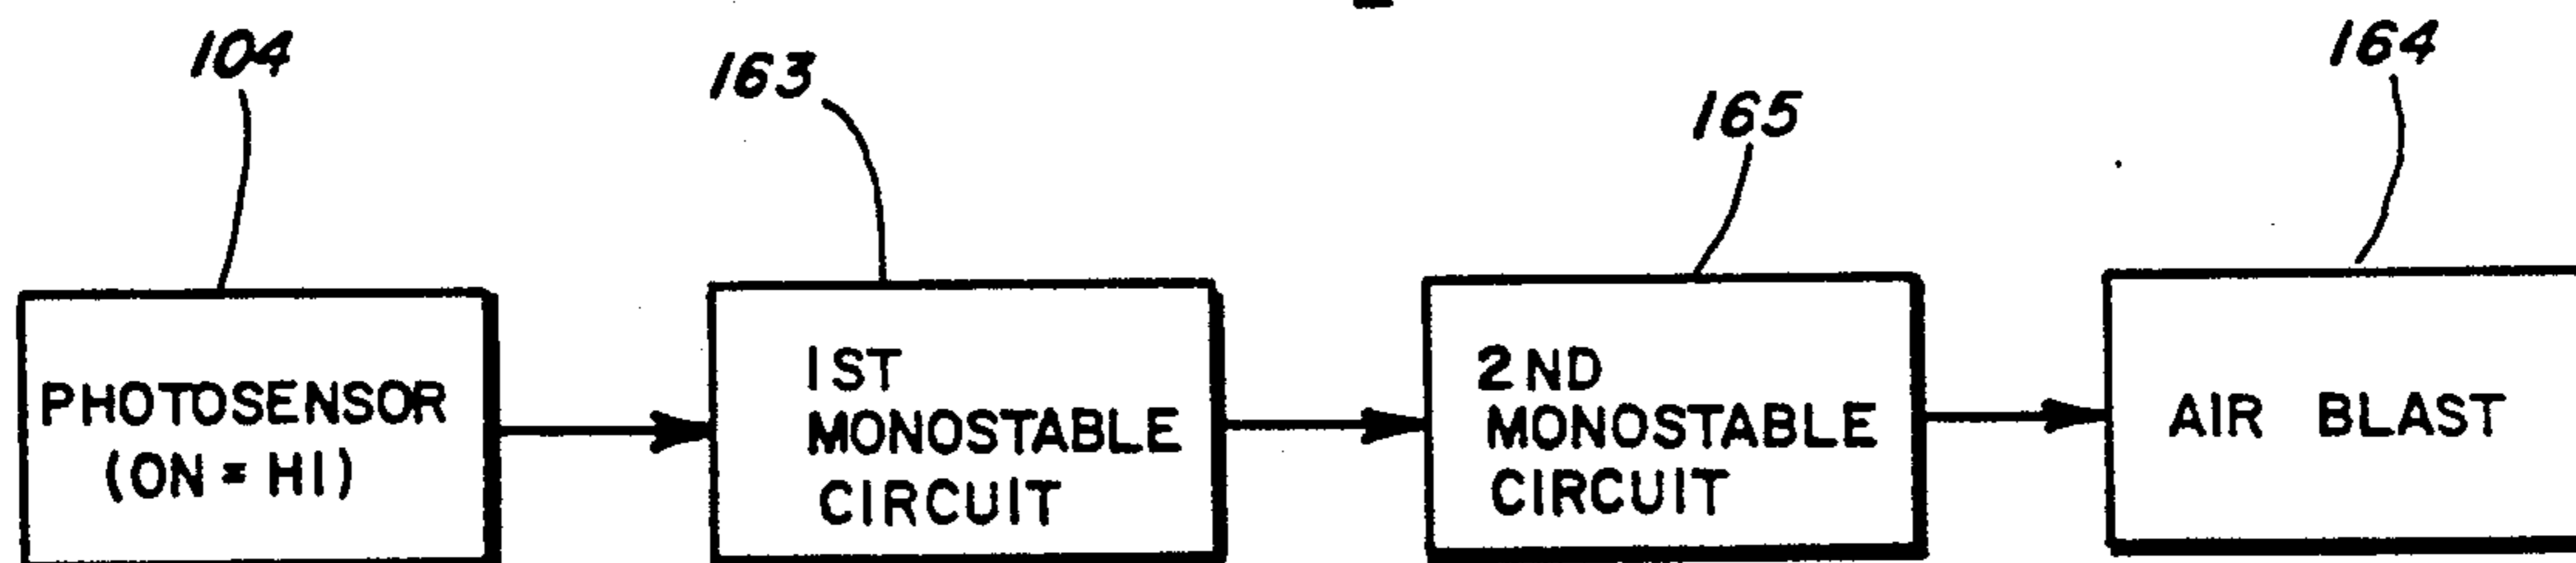 104
163
165
164
PHOTOSENSOR
(ON = HI)
1ST
MONOSTABLE
CIRCUIT
2ND
MONOSTABLE
CIRCUIT
AIR BLAST